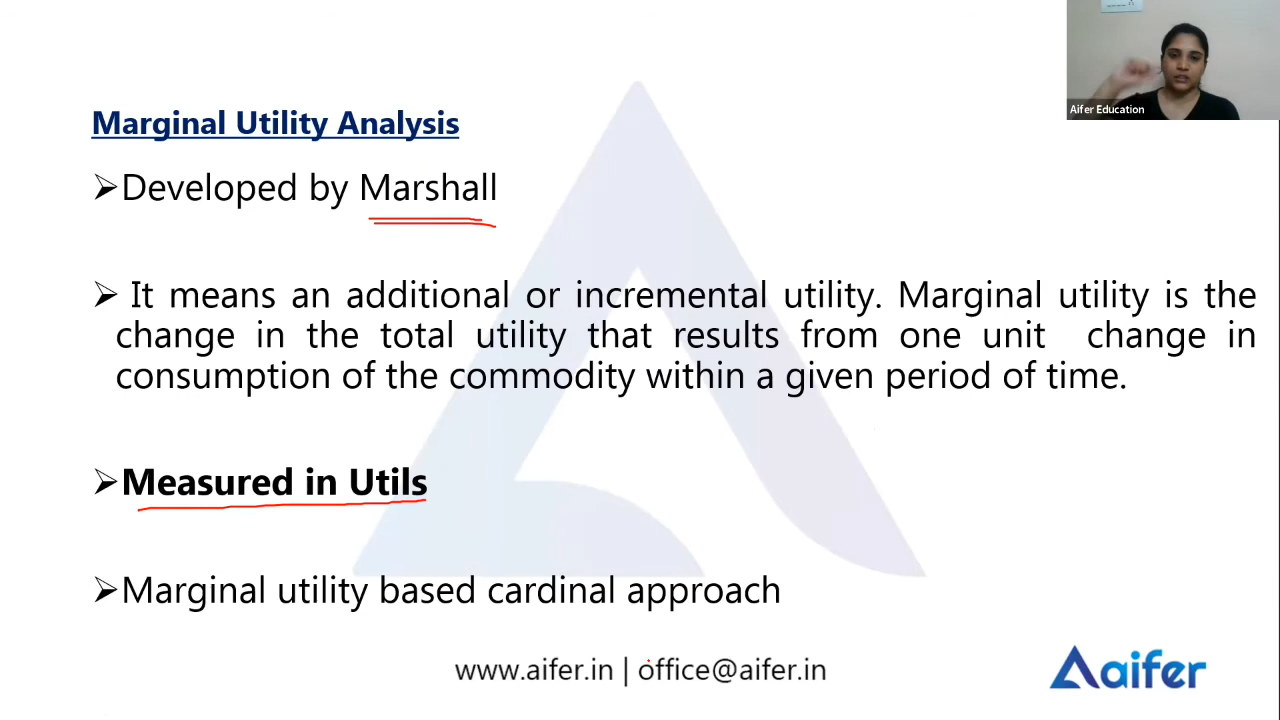 Aifer Education
Marginal Utility Analysis
➢Developed by Marshall
➢ It means an additional or incremental utility. Marginal utility is the
change in the total utility that results from one unit change in
consumption of the commodity within a given period of time.
➢Measured in Utils
➢Marginal utility based cardinal approach
www.aifer.in | office@aifer.in
aifer